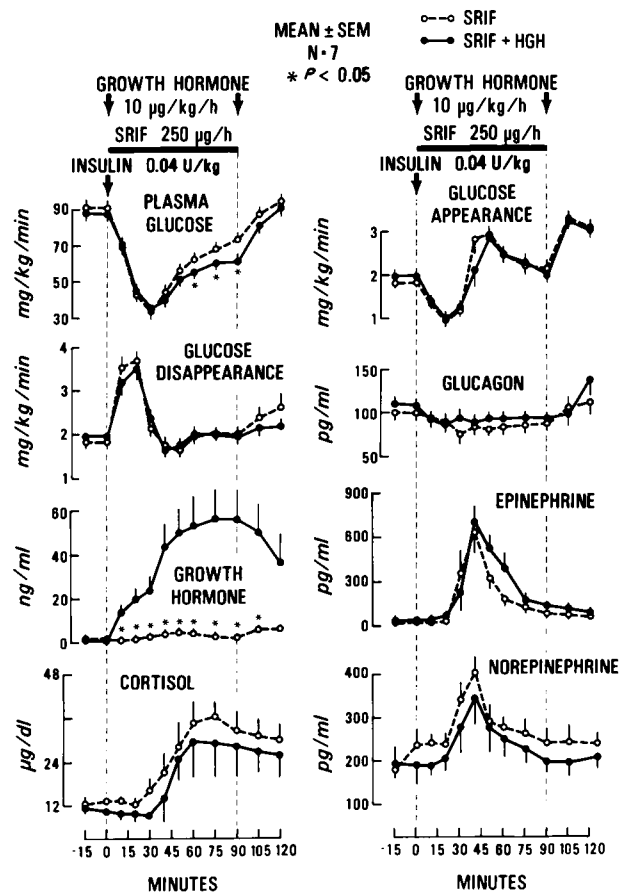 MEAN ± SEM
N·7
* P < 0.05
SRIF
SRIF + HGH
GROWTH HORMONE
10 µg/kg/h
SRIF 250 µg/h
INSULIN 0.04 U/kg
PLASMA
GLUCOSE
mg/kg/min
90
70
50
30
* * *
GLUCOSE
DISAPPEARANCE
mg/kg/min
4
3
2
1
GROWTH
HORMONE
ng/ml
60
40
20
0
* * * * * * * * *
CORTISOL
µg/dl
48
24
12
-15 0 15 30 45 60 75 90 105 120
MINUTES
GROWTH HORMONE
10 µg/kg/h
SRIF 250 µg/h
INSULIN 0.04 U/kg
GLUCOSE
APPEARANCE
mg/kg/min
3
2
1
GLUCAGON
pg/ml
150
100
50
EPINEPHRINE
pg/ml
900
600
300
0
NOREPINEPHRINE
pg/ml
400
300
200
100
-15 0 15 30 45 60 75 90 105 120
MINUTES